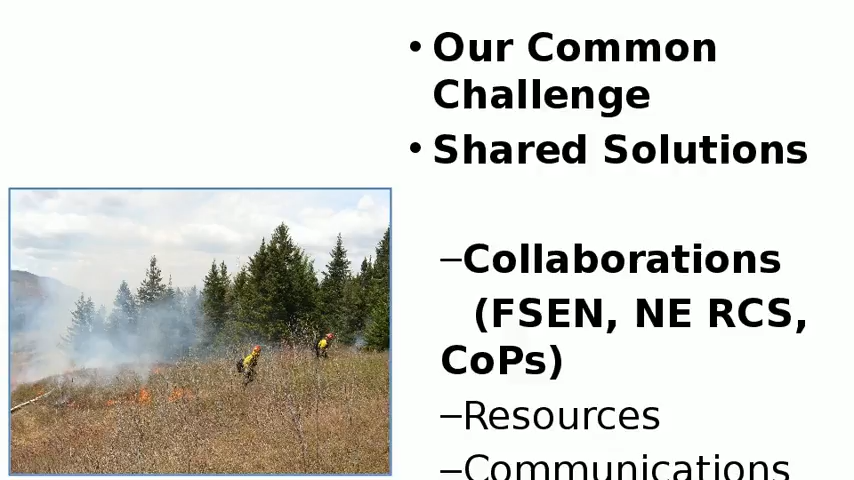 • Our Common
Challenge
• Shared Solutions
–Collaborations
(FSEN, NE RCS,
CoPs)
–Resources
–Communications